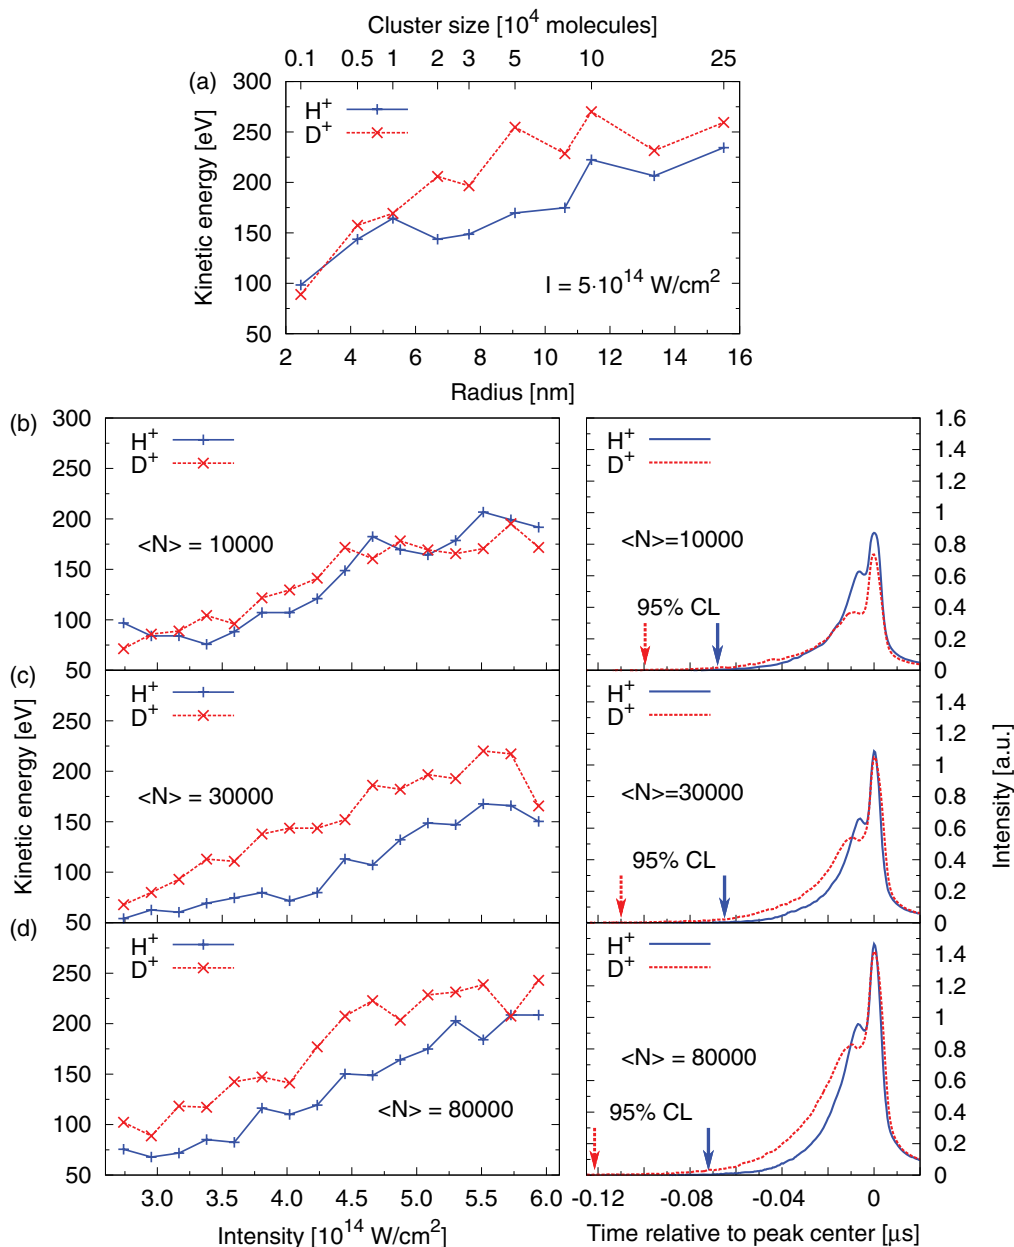 Cluster size [10^4 molecules]
0.1 0.5 1 2 3 5 10 25
(a)
300
250
200
150
100
50
Kinetic energy [eV]
H+
D+
I = 5·10^14 W/cm^2
2 4 6 8 10 12 14 16
Radius [nm]
(b)
300
250
200
150
100
50
H+
D+
<N> = 10000
H+
D+
<N>=10000
95% CL
1.6
1.4
1.2
1
0.8
0.6
0.4
0.2
0
(c)
250
200
150
100
50
Kinetic energy [eV]
H+
D+
<N> = 30000
H+
D+
<N>=30000
95% CL
1.4
1.2
1
0.8
0.6
0.4
0.2
0
Intensity [a.u.]
(d)
250
200
150
100
50
H+
D+
<N> = 80000
H+
D+
<N> = 80000
95% CL
1.4
1.2
1
0.8
0.6
0.4
0.2
0
3.0 3.5 4.0 4.5 5.0 5.5 6.0
Intensity [10^14 W/cm^2]
-0.12 -0.08 -0.04 0
Time relative to peak center [μs]